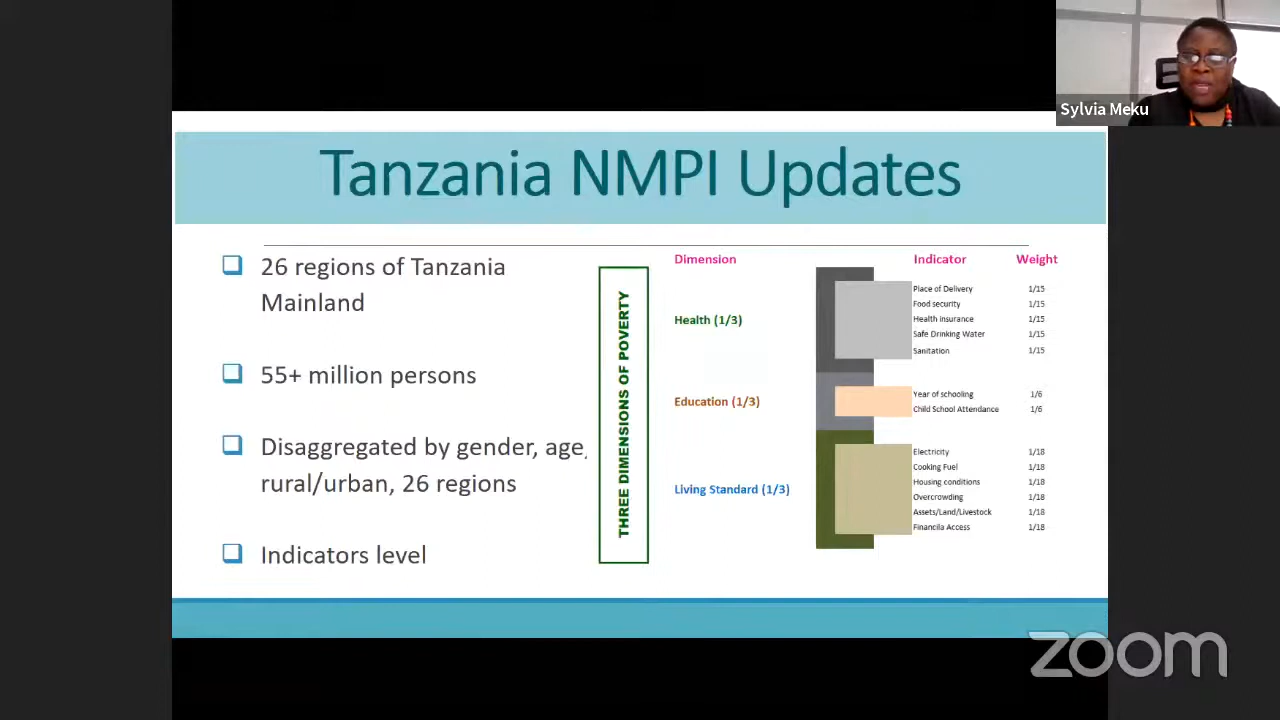 Sylvia Meku
Tanzania NMPI Updates
26 regions of Tanzania
Mainland
55+ million persons
Disaggregated by gender, age,
rural/urban, 26 regions
Indicators level
THREE DIMENSIONS OF POVERTY
Dimension Indicator Weight
Health (1/3)
Place of Delivery 1/15
Food security 1/15
Health insurance 1/15
Safe Drinking Water 1/15
Sanitation 1/15
Education (1/3)
Year of schooling 1/6
Child School Attendance 1/6
Living Standard (1/3)
Electricity 1/18
Cooking Fuel 1/18
Housing conditions 1/18
Overcrowding 1/18
Assets/Land/Livestock 1/18
Financila Access 1/18
zoom